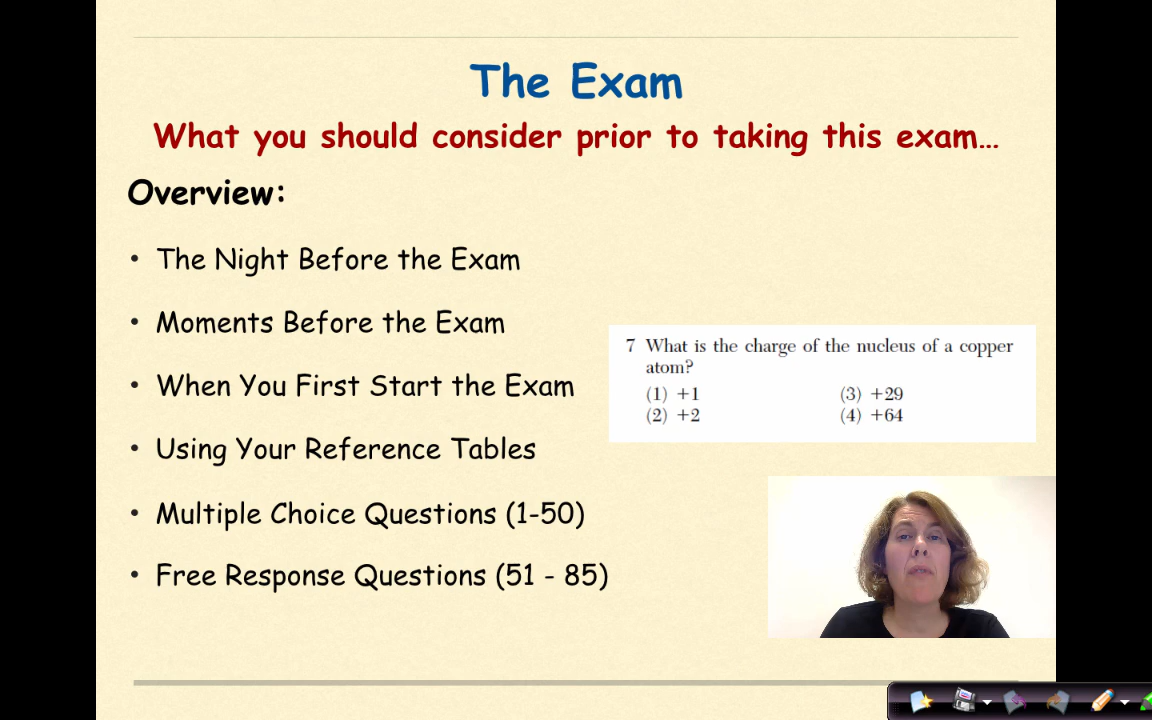 The Exam
What you should consider prior to taking this exam…
Overview:
• The Night Before the Exam
• Moments Before the Exam
• When You First Start the Exam
• Using Your Reference Tables
• Multiple Choice Questions (1-50)
• Free Response Questions (51 - 85)
7 What is the charge of the nucleus of a copper
atom?
(1) +1 (3) +29
(2) +2 (4) +64